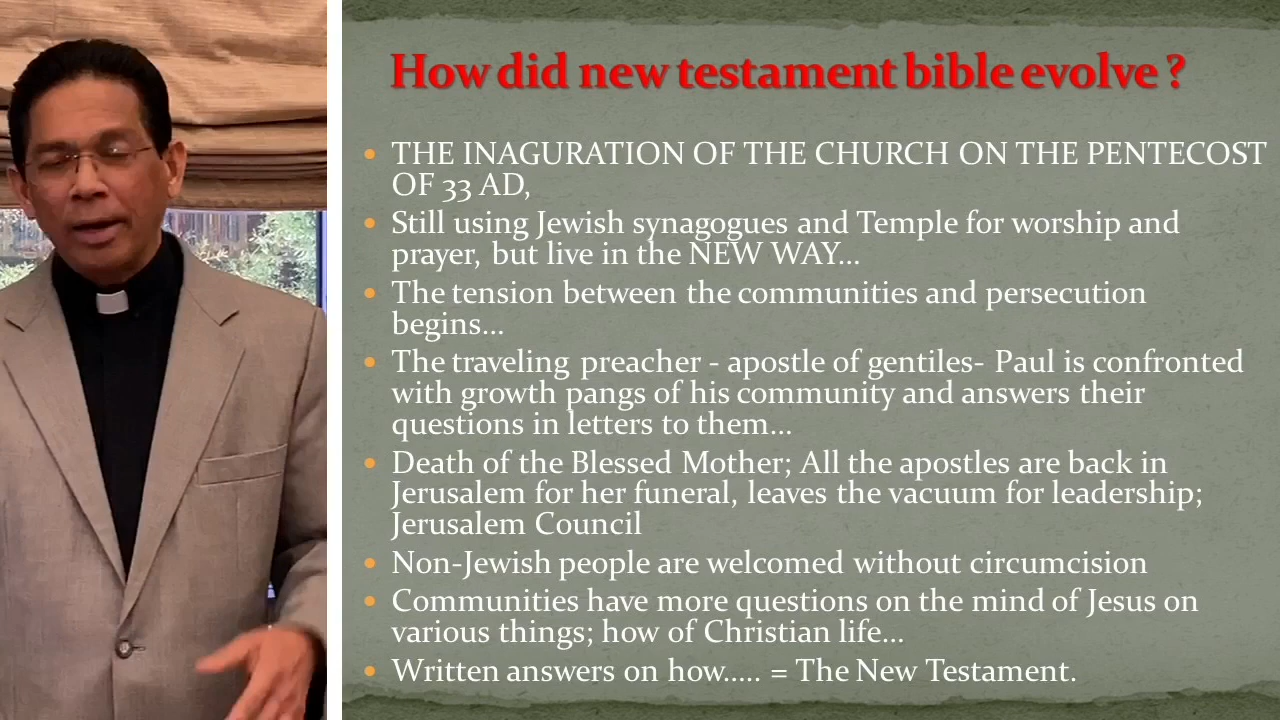 How did new testament bible evolve ?
• THE INAGURATION OF THE CHURCH ON THE PENTECOST
OF 33 AD,
• Still using Jewish synagogues and Temple for worship and
prayer, but live in the NEW WAY...
• The tension between the communities and persecution
begins...
• The traveling preacher - apostle of gentiles- Paul is confronted
with growth pangs of his community and answers their
questions in letters to them...
• Death of the Blessed Mother; All the apostles are back in
Jerusalem for her funeral, leaves the vacuum for leadership;
Jerusalem Council
• Non-Jewish people are welcomed without circumcision
• Communities have more questions on the mind of Jesus on
various things; how of Christian life...
• Written answers on how..... = The New Testament.